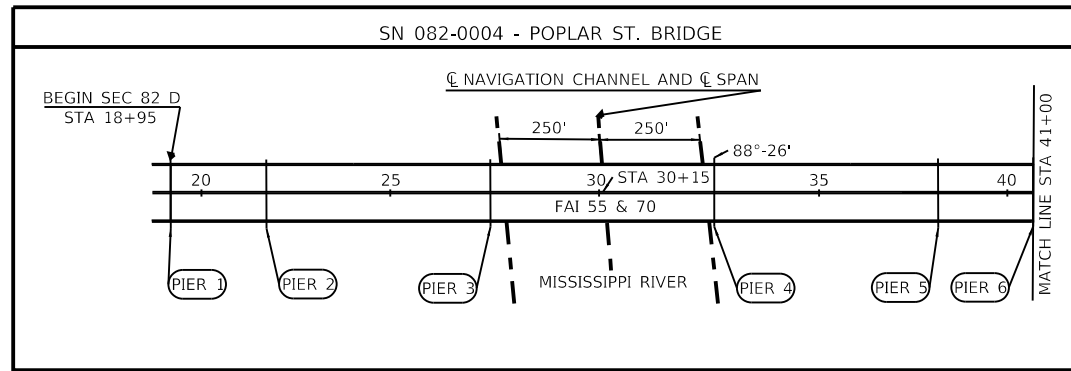 SN 082-0004 - POPLAR ST. BRIDGE
℄ NAVIGATION CHANNEL AND ℄ SPAN
BEGIN SEC 82 D
STA 18+95
250' 250'
88°-26'
20 25 30 STA 30+15 35 40
FAI 55 & 70
MISSISSIPPI RIVER
PIER 1 PIER 2 PIER 3 PIER 4 PIER 5 PIER 6
MATCH LINE STA 41+00